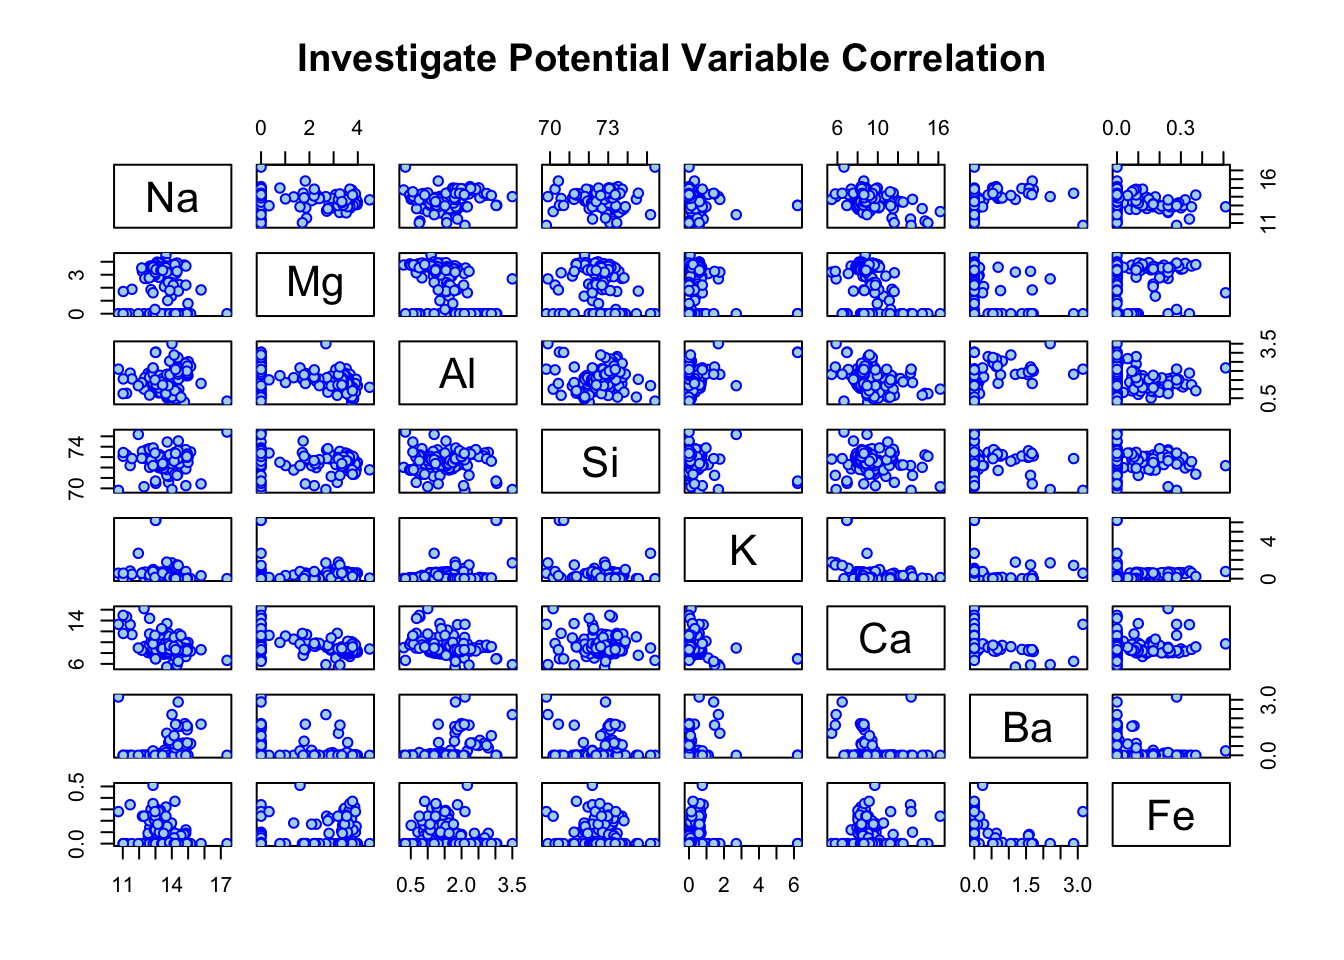 Investigate Potential Variable Correlation
0 2 4 70 73 6 10 16 0.0 0.3
Na 11 16
0 3 Mg
Al 0.5 3.5
70 74 Si
K 0 4
6 14 Ca
Ba 0.0 3.0
0.0 0.5 Fe
11 14 17 0.5 2.0 3.5 0 2 4 6 0.0 1.5 3.0